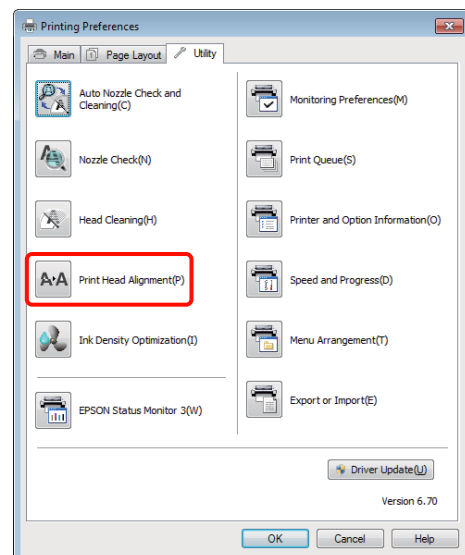 Printing Preferences
Main
Page Layout
Utility
Auto Nozzle Check and
Cleaning(C)
Nozzle Check(N)
Head Cleaning(H)
Print Head Alignment(P)
Ink Density Optimization(I)
EPSON Status Monitor 3(W)
Monitoring Preferences(M)
Print Queue(S)
Printer and Option Information(O)
Speed and Progress(D)
Menu Arrangement(T)
Export or Import(E)
Driver Update(U)
Version 6.70
OK
Cancel
Help